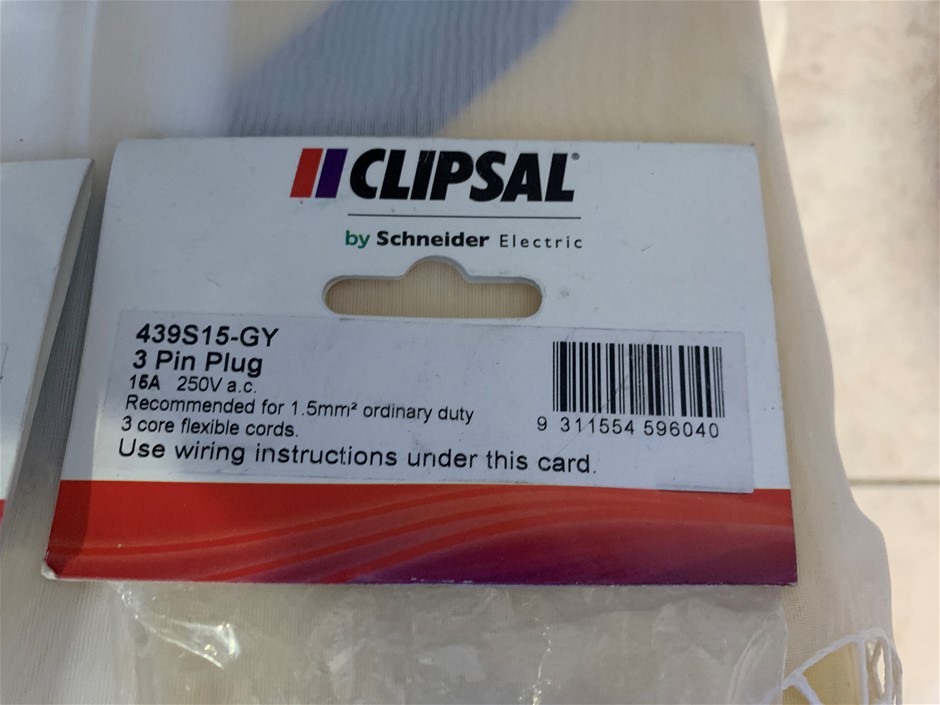 CLIPSAL®
by Schneider Electric
439S15-GY
3 Pin Plug
15A 250V a.c.
Recommended for 1.5mm² ordinary duty
3 core flexible cords.
Use wiring instructions under this card.
9 311554 596040